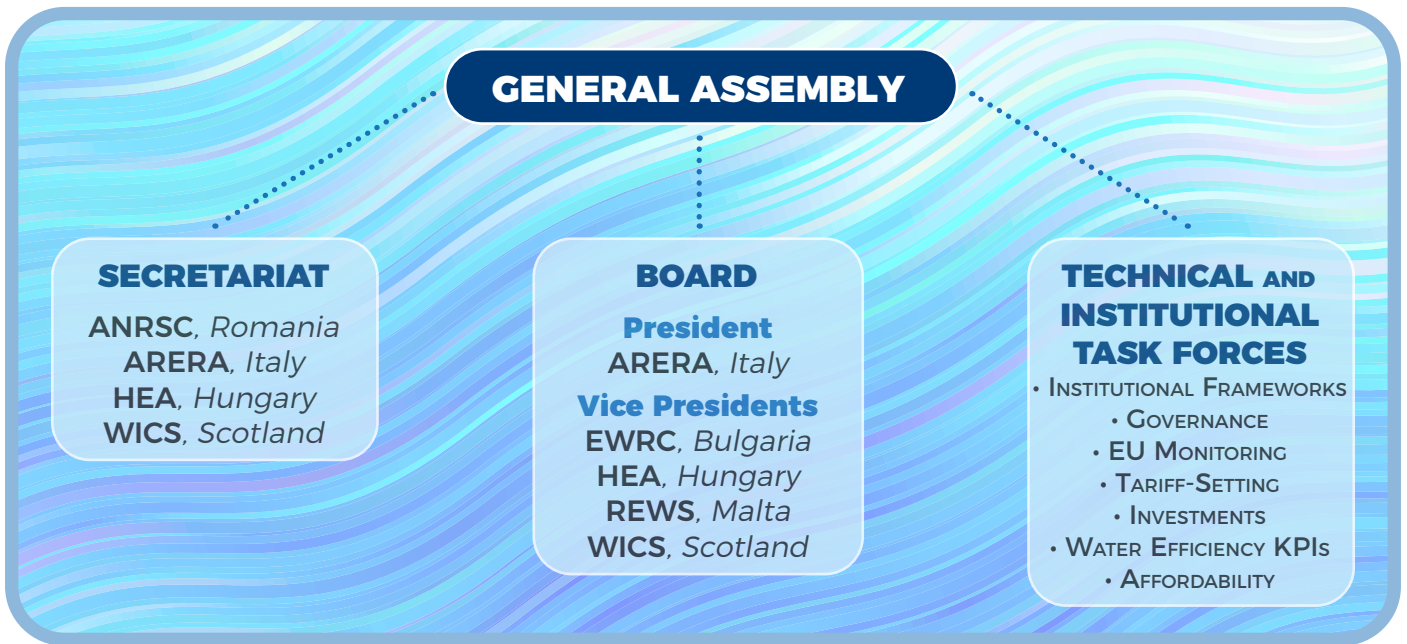 GENERAL ASSEMBLY
SECRETARIAT
ANRSC, Romania
ARERA, Italy
HEA, Hungary
WICS, Scotland
BOARD
President
ARERA, Italy
Vice Presidents
EWRC, Bulgaria
HEA, Hungary
REWS, Malta
WICS, Scotland
TECHNICAL AND
INSTITUTIONAL
TASK FORCES
• Institutional Frameworks
• Governance
• EU Monitoring
• Tariff-Setting
• Investments
• Water Efficiency KPIs
• Affordability